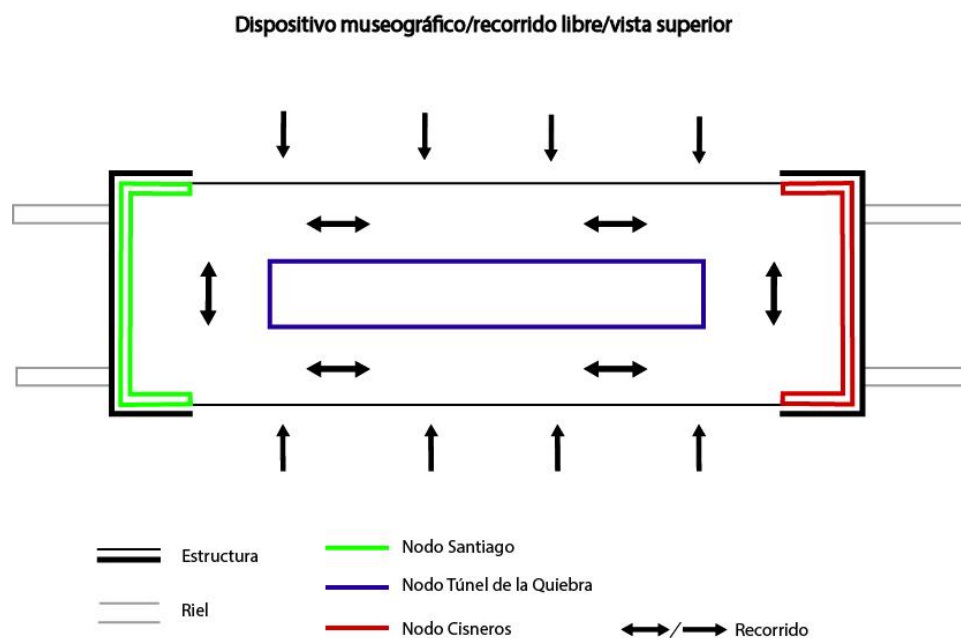 Dispositivo museográfico/recorrido libre/vista superior
Estructura
Riel
Nodo Santiago
Nodo Túnel de la Quiebra
Nodo Cisneros
/ Recorrido